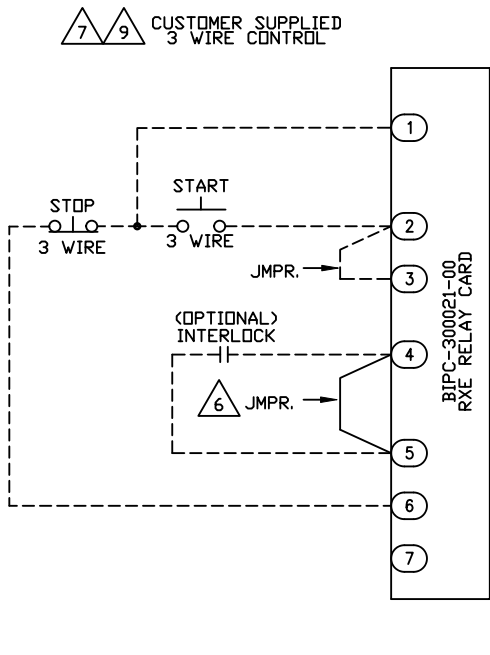 7 9 CUSTOMER SUPPLIED
3 WIRE CONTROL
1
START
STOP
2
3 WIRE
3 WIRE
JMPR.
3
(OPTIONAL)
INTERLOCK
4
6 JMPR.
5
6
7
BIPC-300021-00
RXE RELAY CARD